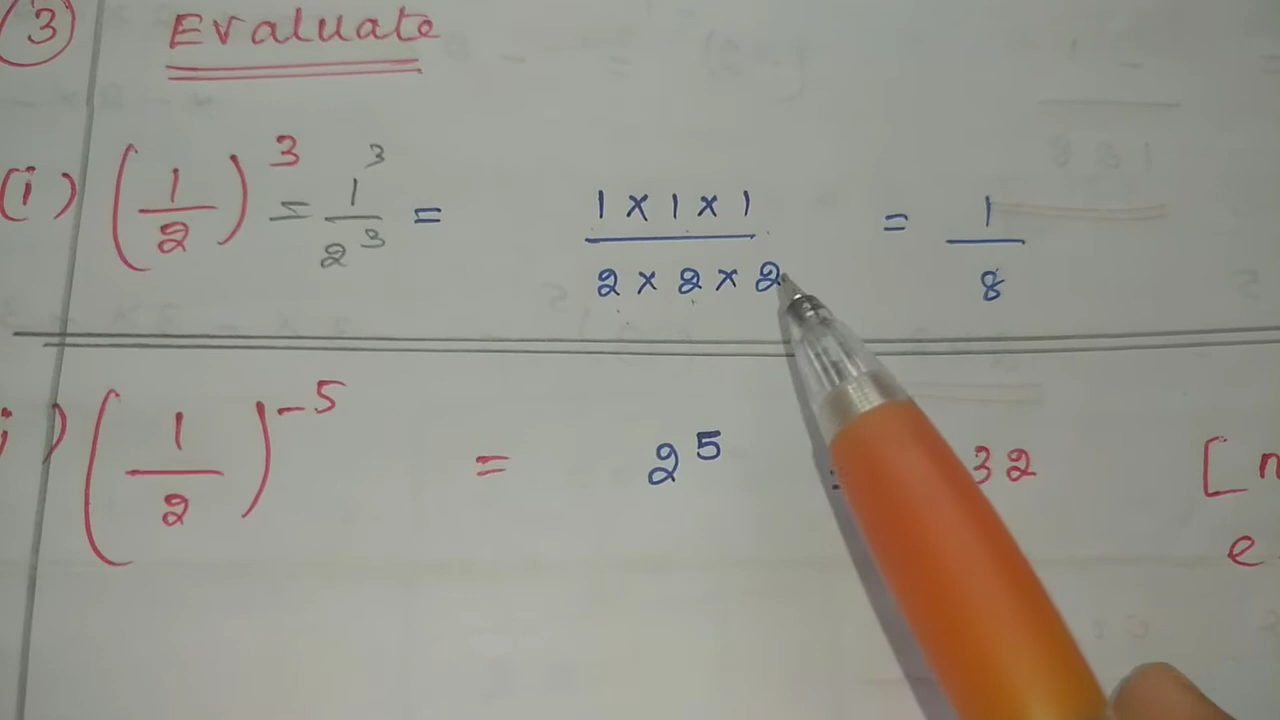 (3) Evaluate
(i) (1/2)^3 = 1^3/2^3 = 1 × 1 × 1 / 2 × 2 × 2 = 1/8
i) (1/2)^-5 = 2^5 = 32 [n
e